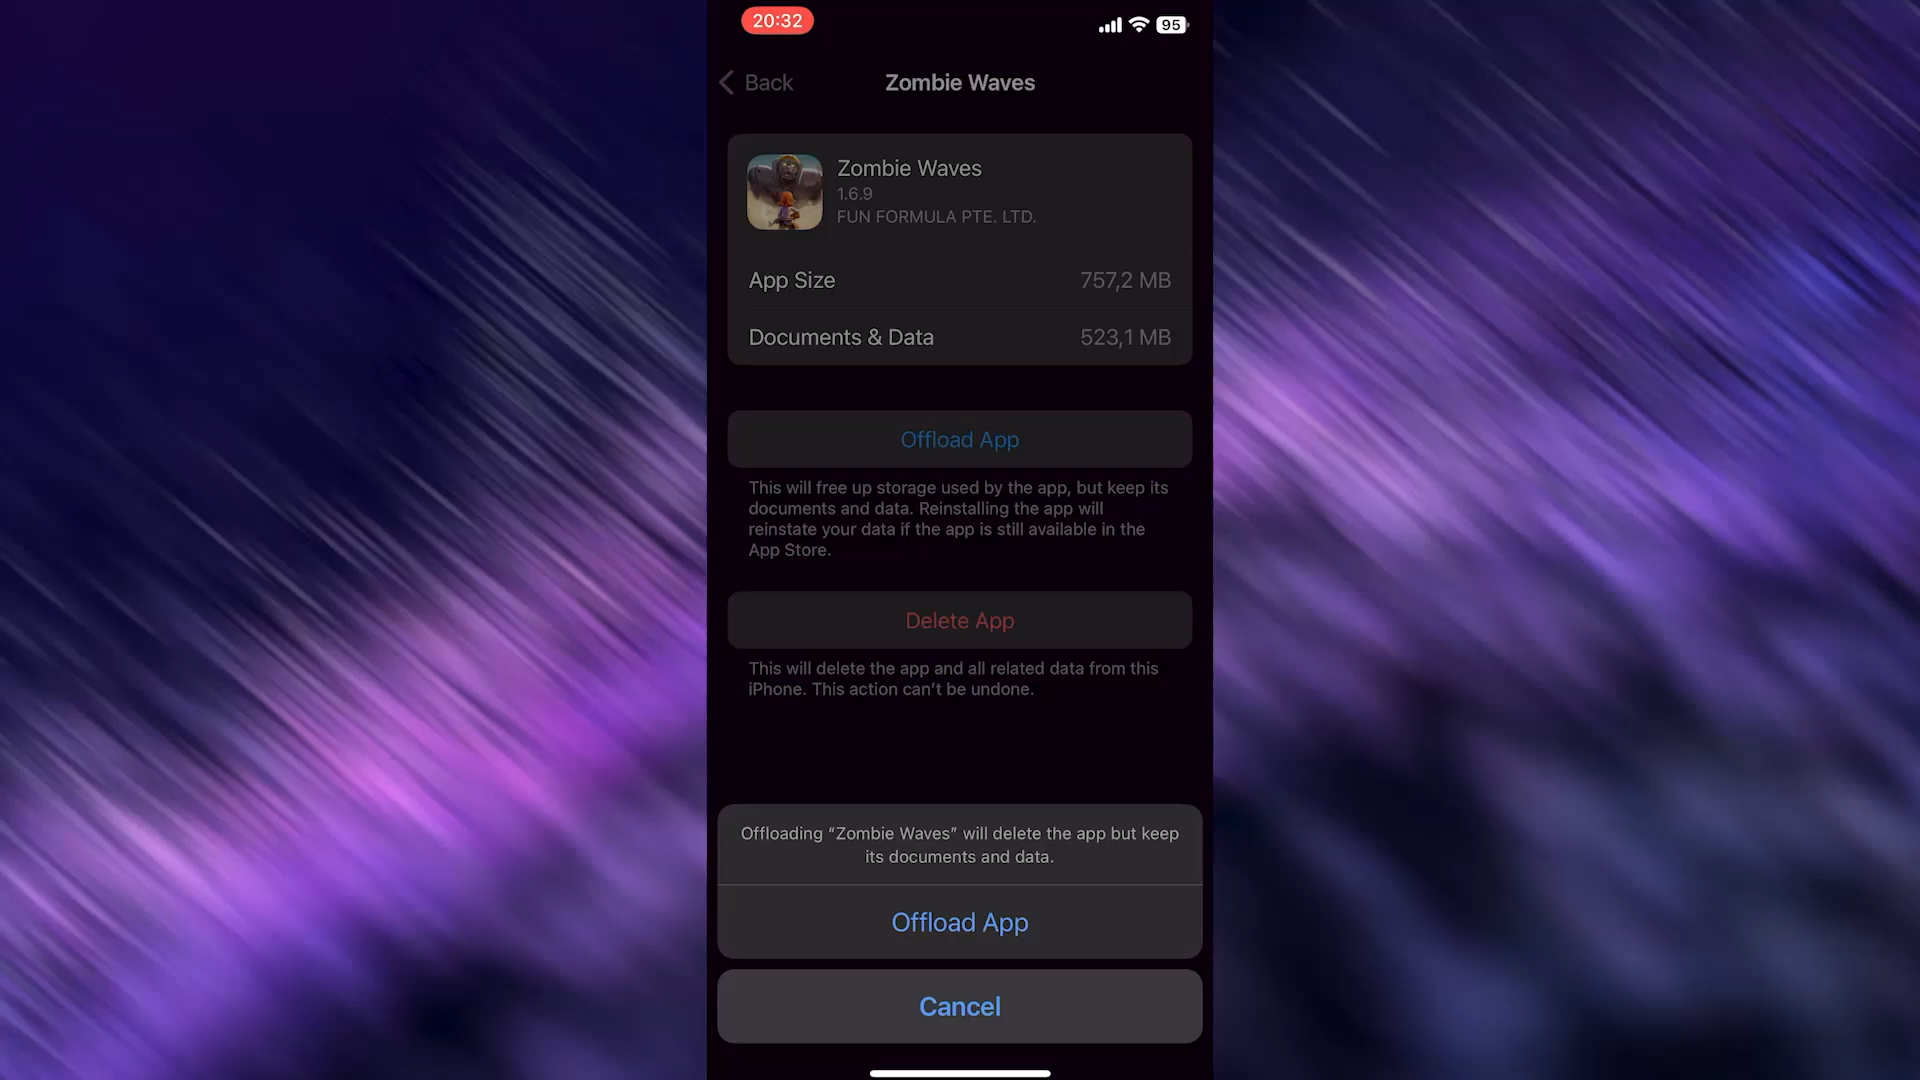 20:32
95
Back
Zombie Waves
Zombie Waves
1.6.9
FUN FORMULA PTE. LTD.
App Size 757,2 MB
Documents & Data 523,1 MB
Offload App
This will free up storage used by the app, but keep its
documents and data. Reinstalling the app will
reinstate your data if the app is still available in the
App Store.
Delete App
This will delete the app and all related data from this
iPhone. This action can’t be undone.
Offloading “Zombie Waves” will delete the app but keep
its documents and data.
Offload App
Cancel